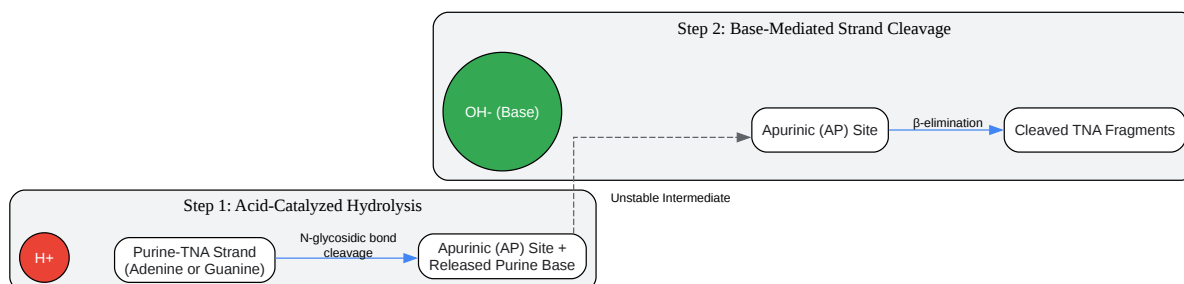 Step 2: Base-Mediated Strand Cleavage
OH- (Base)
Apurinic (AP) Site
β-elimination
Cleaved TNA Fragments
Unstable Intermediate
Step 1: Acid-Catalyzed Hydrolysis
H+
Purine-TNA Strand
(Adenine or Guanine)
N-glycosidic bond
cleavage
Apurinic (AP) Site +
Released Purine Base